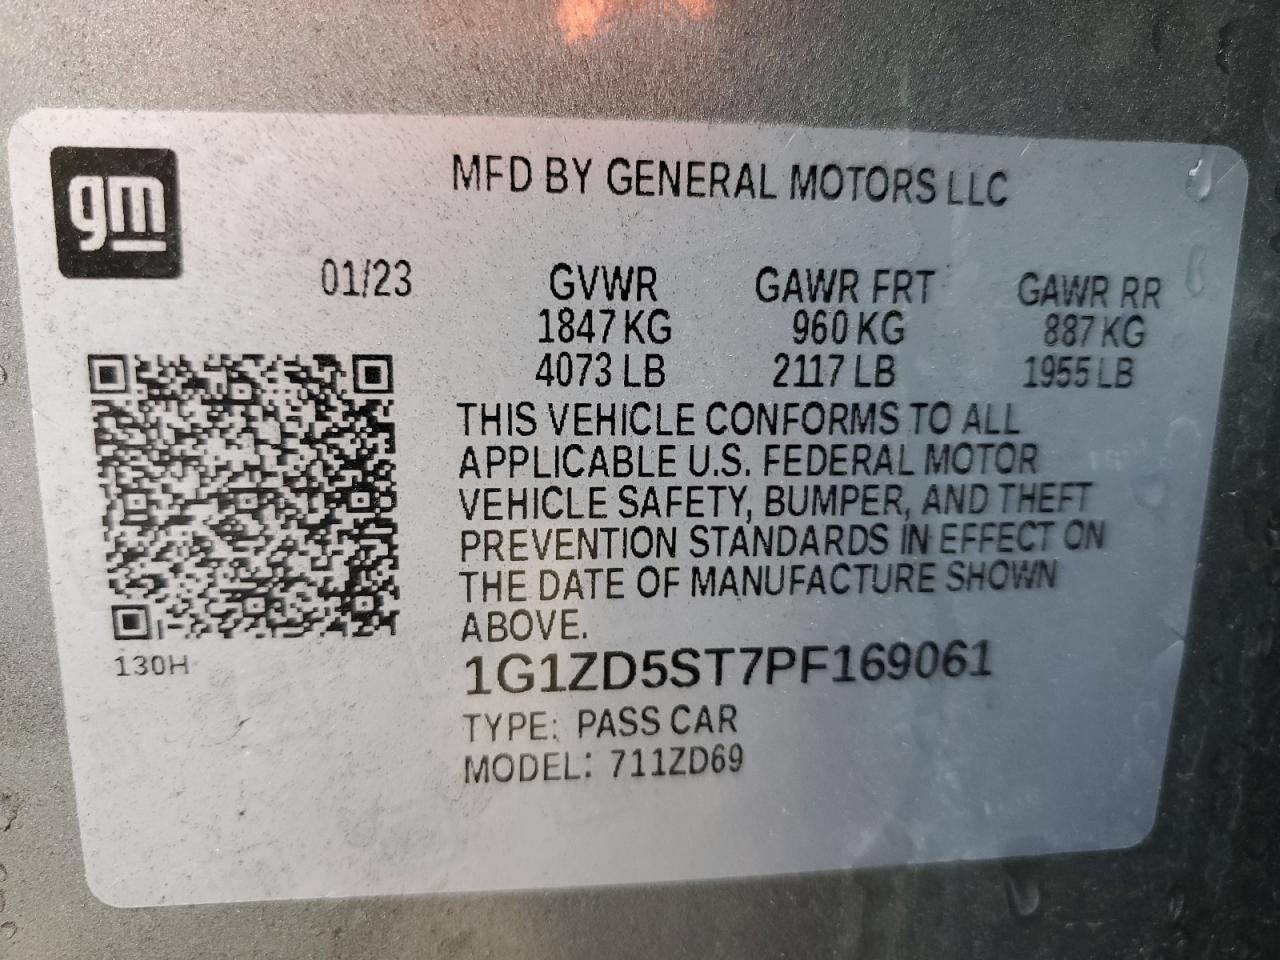 gm
MFD BY GENERAL MOTORS LLC
01/23 GVWR GAWR FRT GAWR RR
1847 KG 960 KG 887 KG
4073 LB 2117 LB 1955 LB
THIS VEHICLE CONFORMS TO ALL
APPLICABLE U.S. FEDERAL MOTOR
VEHICLE SAFETY, BUMPER, AND THEFT
PREVENTION STANDARDS IN EFFECT ON
THE DATE OF MANUFACTURE SHOWN
ABOVE.
130H
1G1ZD5ST7PF169061
TYPE: PASS CAR
MODEL: 711ZD69